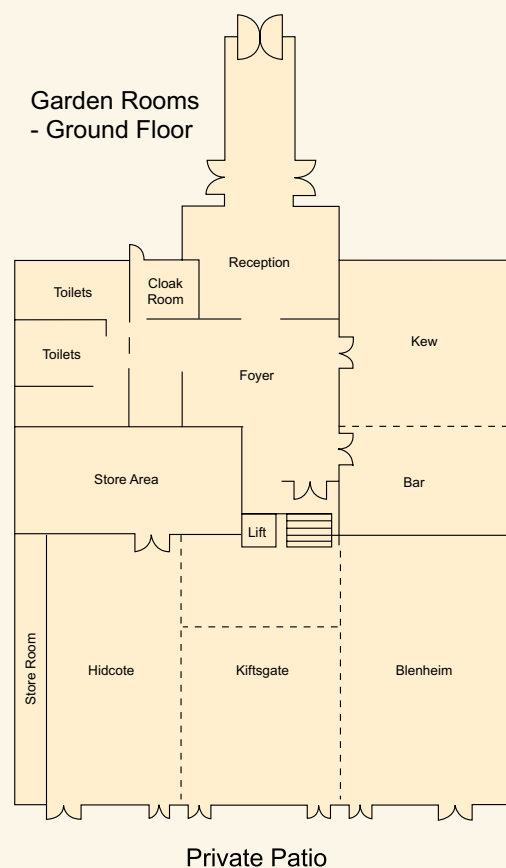 Garden Rooms
- Ground Floor
Reception
Toilets
Cloak
Room
Kew
Toilets
Foyer
Store Area
Bar
Lift
Store Room
Hidcote
Kiftsgate
Blenheim
Private Patio